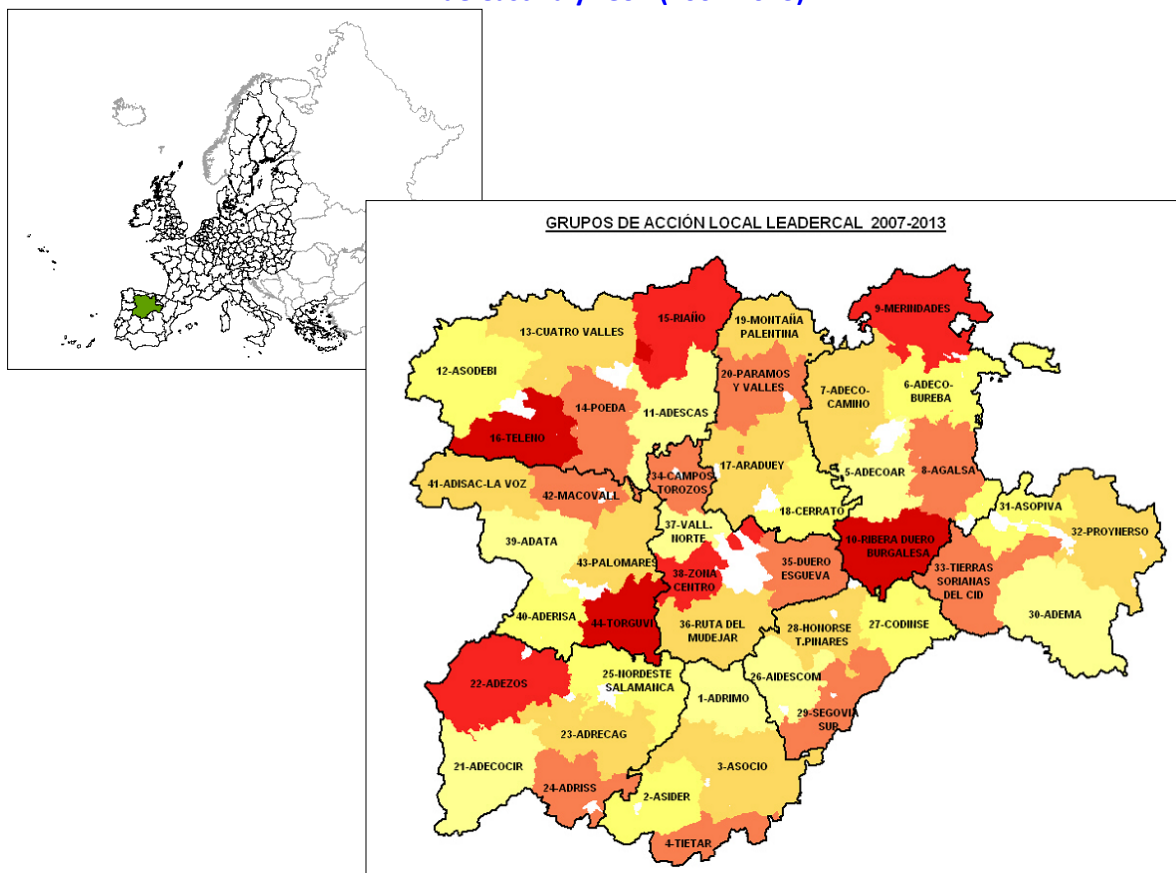 GRUPOS DE ACCIÓN LOCAL LEADERCAL 2007-2013
15-RIAÑO
9-MERINDADES
13-CUATRO VALLES
19-MONTAÑA
PALENTINA
12-ASODEBI
20-PARAMOS
Y VALLES
7-ADECO-
CAMINO
6-ADECO-
BUREBA
14-POEDA
11-ADESCAS
16-TELENO
17-ARADUEY
5-ADECOAR
8-AGALSA
41-ADISAC-LA VOZ
34-CAMPOS
TOROZOS
42-MACOVALL
18-CERRATO
31-ASOPIVA
32-PROYNERSO
37-VALL.
NORTE
39-ADATA
10-RIBERA DUERO
BURGALESA
43-PALOMARES
38-ZONA
CENTRO
35-DUERO
ESGUEVA
33-TIERRAS
SORIANAS
DEL CID
40-ADERISA
44-TORGUVI
36-RUTA DEL
MUDEJAR
28-HONORSE
T.PINARES
27-CODINSE
30-ADEMA
22-ADEZOS
25-NORDESTE
SALAMANCA
26-AIDESCOM
1-ADRIMO
29-SEGOVIA
SUR
23-ADRECAG
21-ADECOCIR
3-ASOCIO
24-ADRISS
2-ASIDER
4-TIETAR